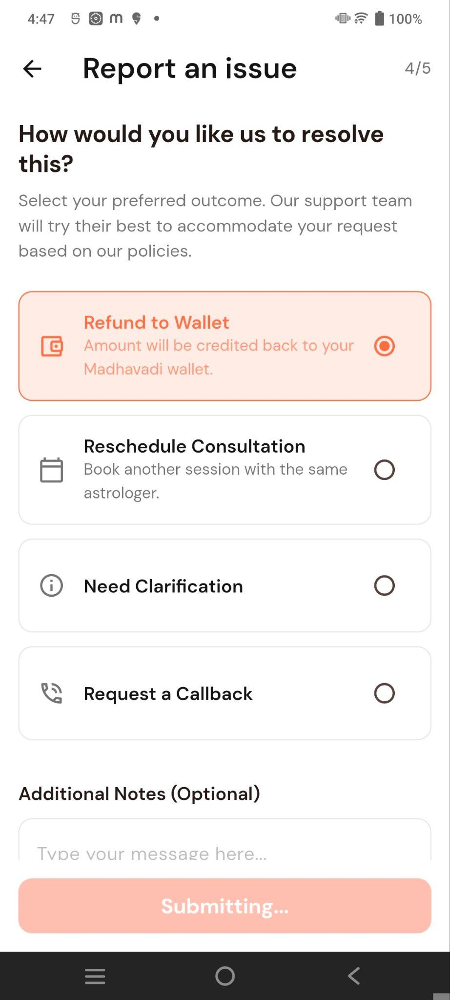 4:47
100%
Report an issue
4/5
How would you like us to resolve
this?
Select your preferred outcome. Our support team
will try their best to accommodate your request
based on our policies.
Refund to Wallet
Amount will be credited back to your
Madhavadi wallet.
Reschedule Consultation
Book another session with the same
astrologer.
Need Clarification
Request a Callback
Additional Notes (Optional)
Type your message here...
Submitting...